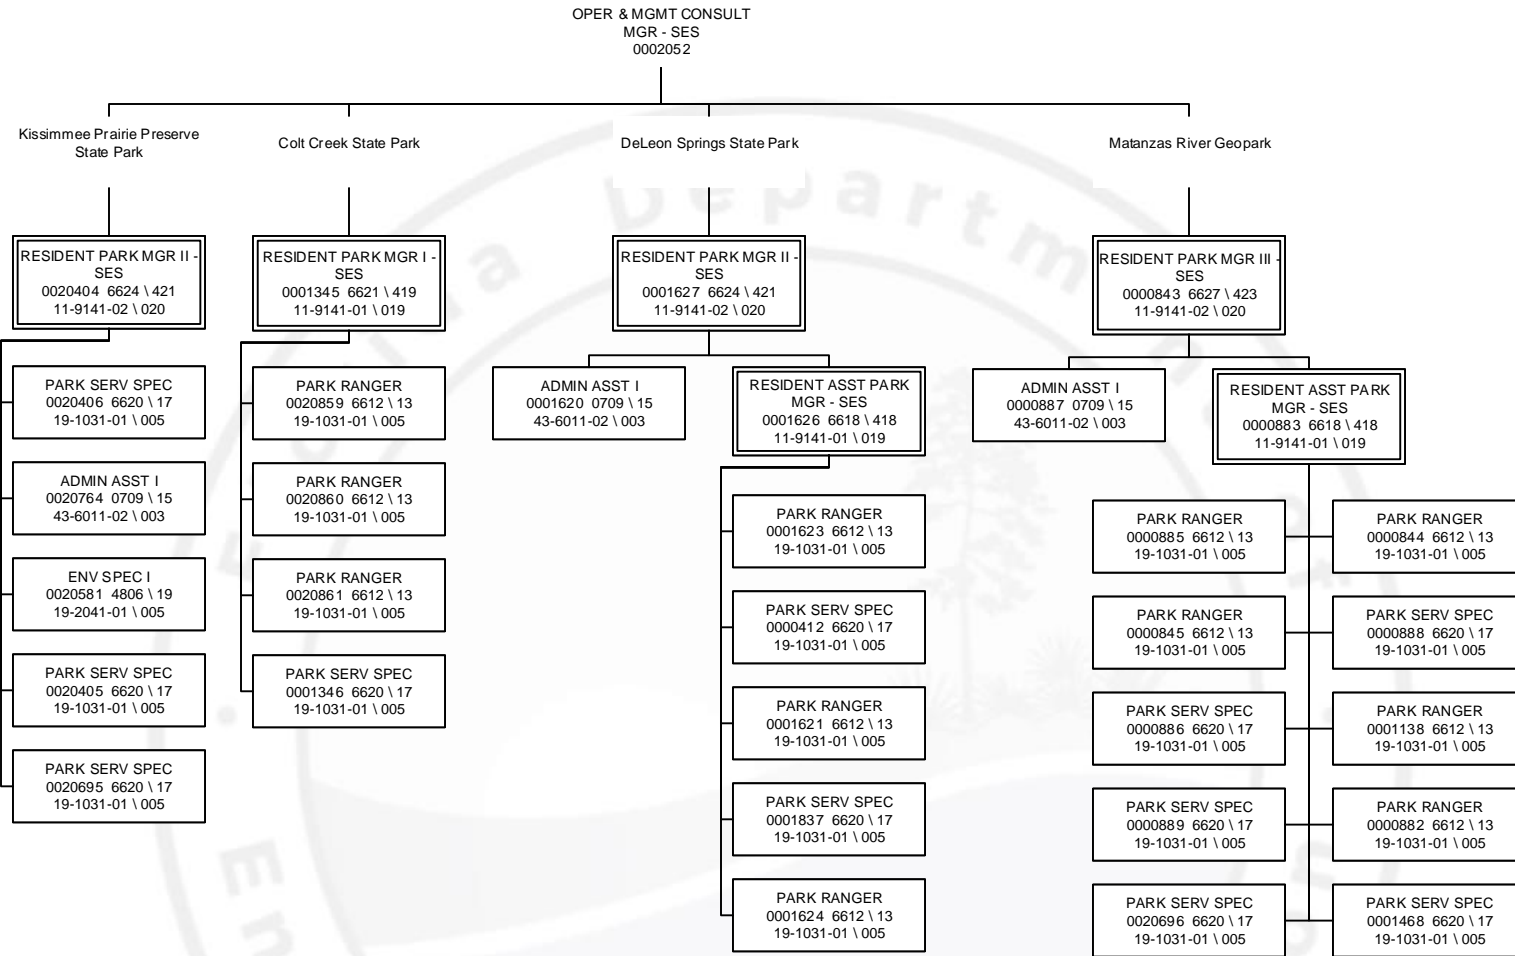 OPER & MGMT CONSULT
MGR - SES
0002052
Kissimmee Prairie Preserve
State Park
Colt Creek State Park
DeLeon Springs State Park
Matanzas River Geopark
RESIDENT PARK MGR II -
SES
0020404 6624 \ 421
11-9141-02 \ 020
RESIDENT PARK MGR I -
SES
0001345 6621 \ 419
11-9141-01 \ 019
RESIDENT PARK MGR II -
SES
0001627 6624 \ 421
11-9141-02 \ 020
RESIDENT PARK MGR III -
SES
0000843 6627 \ 423
11-9141-02 \ 020
PARK SERV SPEC
0020406 6620 \ 17
19-1031-01 \ 005
ADMIN ASST I
0020764 0709 \ 15
43-6011-02 \ 003
ENV SPEC I
0020581 4806 \ 19
19-2041-01 \ 005
PARK SERV SPEC
0020405 6620 \ 17
19-1031-01 \ 005
PARK SERV SPEC
0020695 6620 \ 17
19-1031-01 \ 005
PARK RANGER
0020859 6612 \ 13
19-1031-01 \ 005
PARK RANGER
0020860 6612 \ 13
19-1031-01 \ 005
PARK RANGER
0020861 6612 \ 13
19-1031-01 \ 005
PARK SERV SPEC
0001346 6620 \ 17
19-1031-01 \ 005
ADMIN ASST I
0001620 0709 \ 15
43-6011-02 \ 003
RESIDENT ASST PARK
MGR - SES
0001626 6618 \ 418
11-9141-01 \ 019
PARK RANGER
0001623 6612 \ 13
19-1031-01 \ 005
PARK SERV SPEC
0000412 6620 \ 17
19-1031-01 \ 005
PARK RANGER
0001621 6612 \ 13
19-1031-01 \ 005
PARK SERV SPEC
0001837 6620 \ 17
19-1031-01 \ 005
PARK RANGER
0001624 6612 \ 13
19-1031-01 \ 005
ADMIN ASST I
0000887 0709 \ 15
43-6011-02 \ 003
RESIDENT ASST PARK
MGR - SES
0000883 6618 \ 418
11-9141-01 \ 019
PARK RANGER
0000885 6612 \ 13
19-1031-01 \ 005
PARK RANGER
0000844 6612 \ 13
19-1031-01 \ 005
PARK RANGER
0000845 6612 \ 13
19-1031-01 \ 005
PARK SERV SPEC
0000888 6620 \ 17
19-1031-01 \ 005
PARK SERV SPEC
0000886 6620 \ 17
19-1031-01 \ 005
PARK RANGER
0001138 6612 \ 13
19-1031-01 \ 005
PARK SERV SPEC
0000889 6620 \ 17
19-1031-01 \ 005
PARK RANGER
0000882 6612 \ 13
19-1031-01 \ 005
PARK SERV SPEC
0020696 6620 \ 17
19-1031-01 \ 005
PARK SERV SPEC
0001468 6620 \ 17
19-1031-01 \ 005